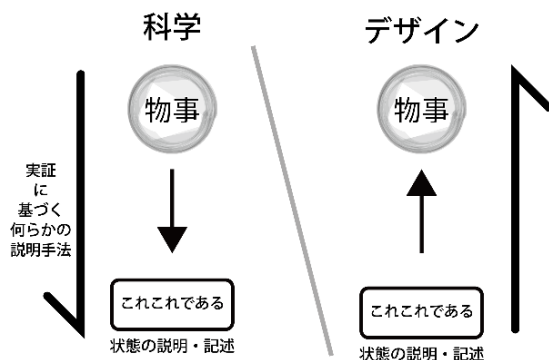 科学
物事
実証
に
基づく
何らかの
説明手法
これこれである
状態の説明・記述
デザイン
物事
これこれである
状態の説明・記述